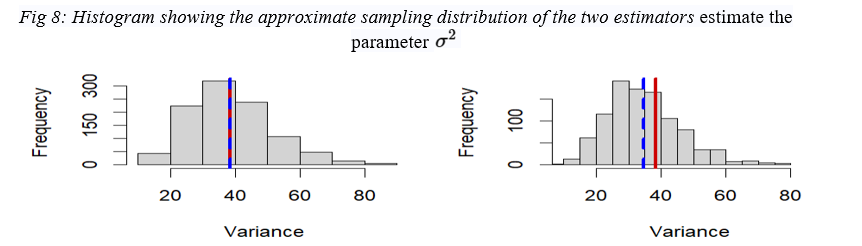 Fig 8: Histogram showing the approximate sampling distribution of the two estimators estimate the
parameter σ²
Frequency
300
150
0
20 40 60 80
Variance
Frequency
100
0
20 40 60 80
Variance